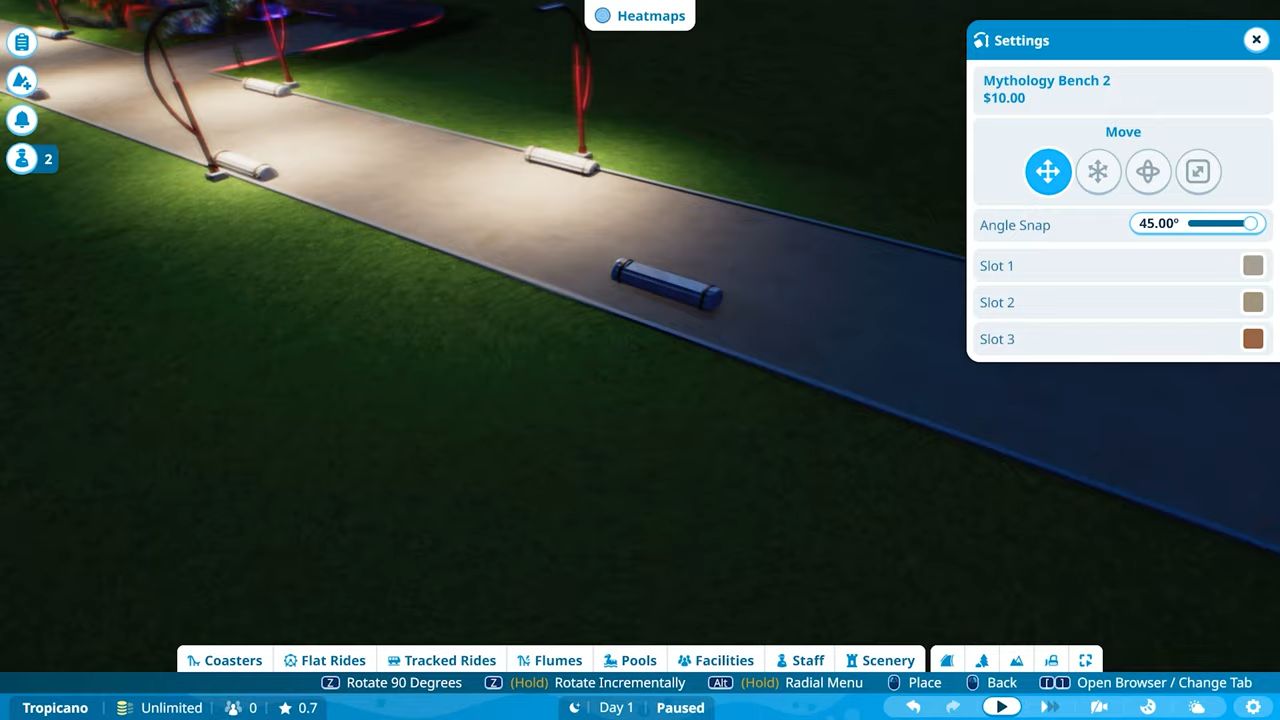 Heatmaps
Settings
Mythology Bench 2
$10.00
Move
Angle Snap
45.00°
Slot 1
Slot 2
Slot 3
2
Coasters
Flat Rides
Tracked Rides
Flumes
Pools
Facilities
Staff
Scenery
Z Rotate 90 Degrees
Z (Hold) Rotate Incrementally
Alt (Hold) Radial Menu
Place
Back
[ ] Open Browser / Change Tab
Tropicano
Unlimited
0
0.7
Day 1
Paused